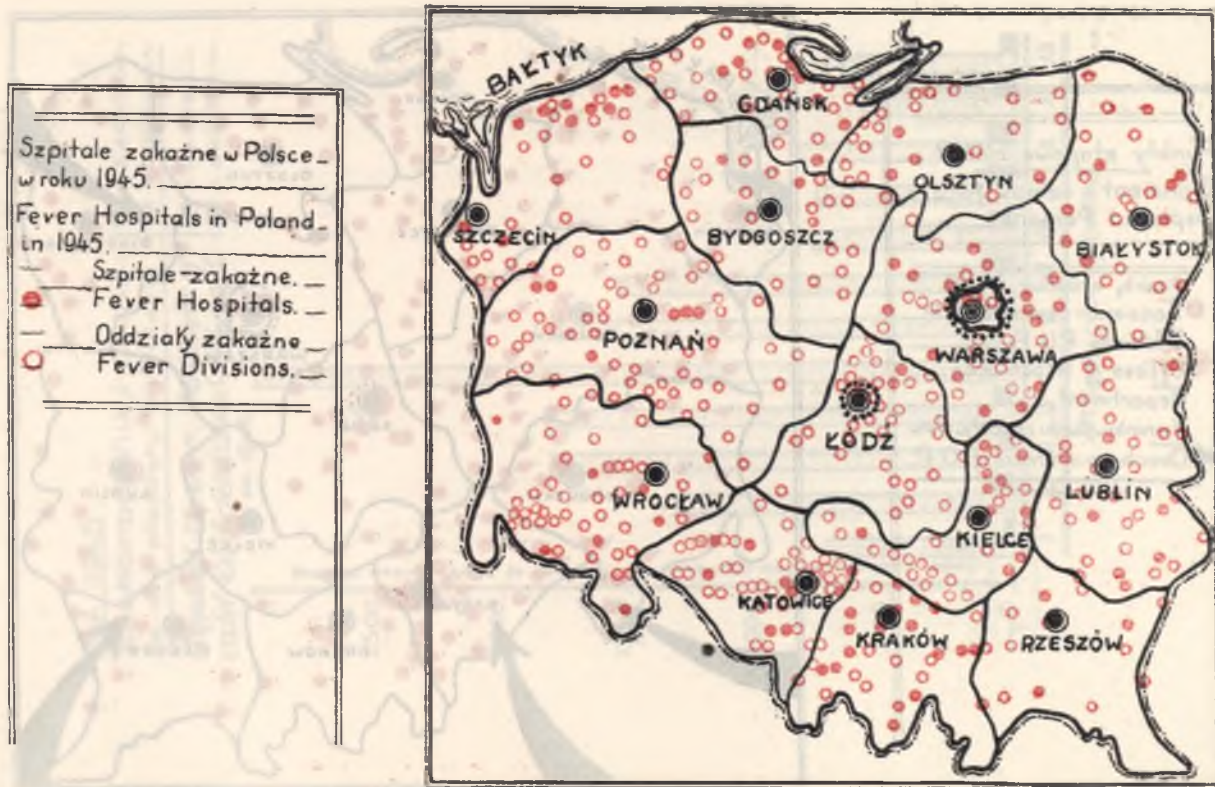 Szpitale zakaźne w Polsce
w roku 1945.
Fever Hospitals in Poland
in 1945.
Szpitale-zakaźne.
Fever Hospitals.
Oddziały zakaźne
Fever Divisions.
BAŁTYK
GDAŃSK
OLSZTYN
SZCZECIN
BYDGOSZCZ
BIAŁYSTOK
POZNAŃ
WARSZAWA
ŁÓDŹ
WROCŁAW
LUBLIN
KIELCE
KATOWICE
KRAKÓW
RZESZÓW